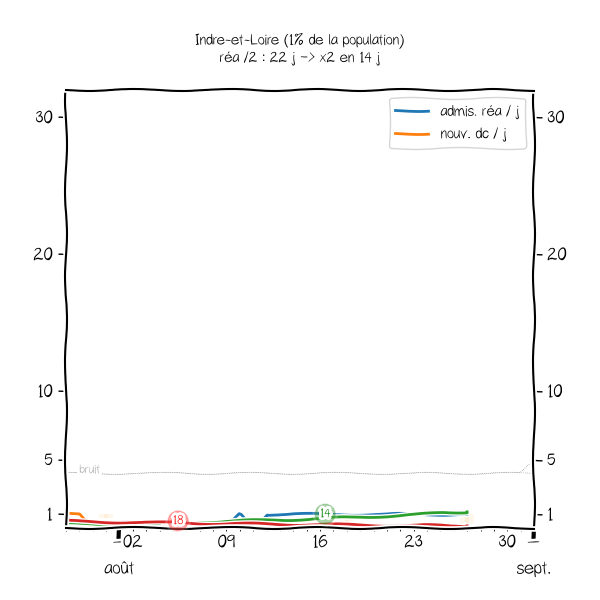 Indre-et-Loire (1% de la population)
réa /2 : 22 j -> x2 en 14 j
admis. réa / j
nouv. dc / j
30 30
20 20
10 10
5 5
bruit
1 1
18
14
02 09 16 23 30
août sept.